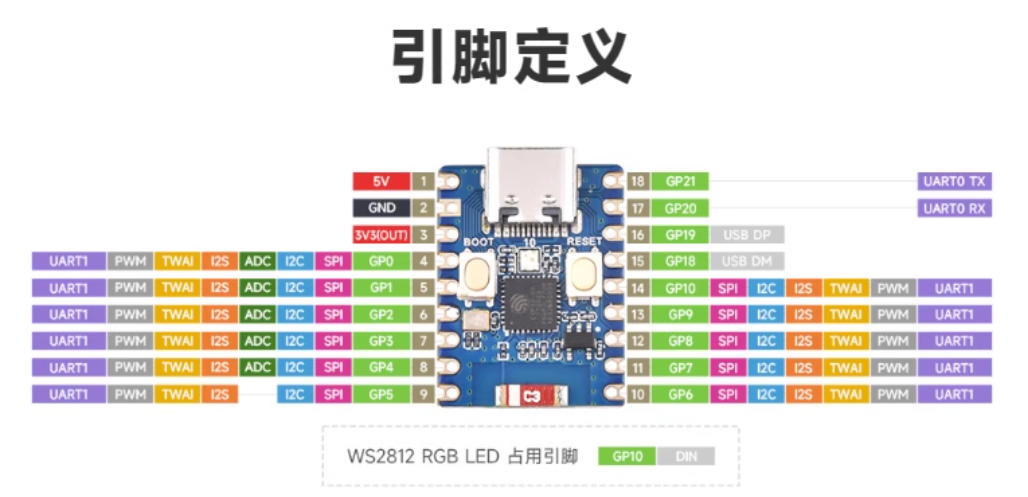 引脚定义
5V 1 18 GP21 UART0 TX
GND 2 17 GP20 UART0 RX
3V3(OUT) 3 16 GP19 USB DP
BOOT 10 RESET
UART1 PWM TWAI I2S ADC I2C SPI GP0 4 15 GP18 USB DM
UART1 PWM TWAI I2S ADC I2C SPI GP1 5 14 GP10 SPI I2C I2S TWAI PWM UART1
UART1 PWM TWAI I2S ADC I2C SPI GP2 6 13 GP9 SPI I2C I2S TWAI PWM UART1
UART1 PWM TWAI I2S ADC I2C SPI GP3 7 12 GP8 SPI I2C I2S TWAI PWM UART1
UART1 PWM TWAI I2S ADC I2C SPI GP4 8 11 GP7 SPI I2C I2S TWAI PWM UART1
UART1 PWM TWAI I2S I2C SPI GP5 9 C3 10 GP6 SPI I2C I2S TWAI PWM UART1
WS2812 RGB LED 占用引脚 GP10 DIN